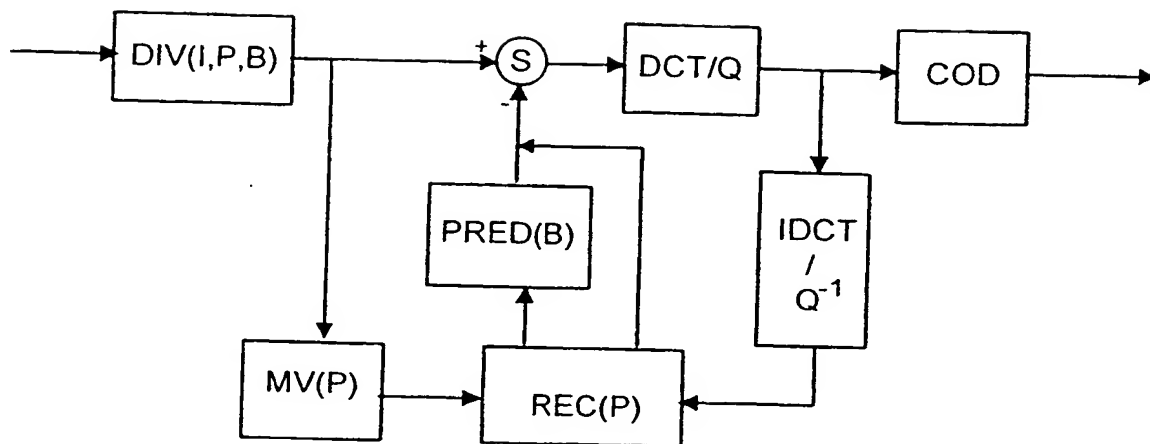 DIV(I,P,B)
+
S
-
DCT/Q
COD
PRED(B)
IDCT
/
Q⁻¹
MV(P)
REC(P)